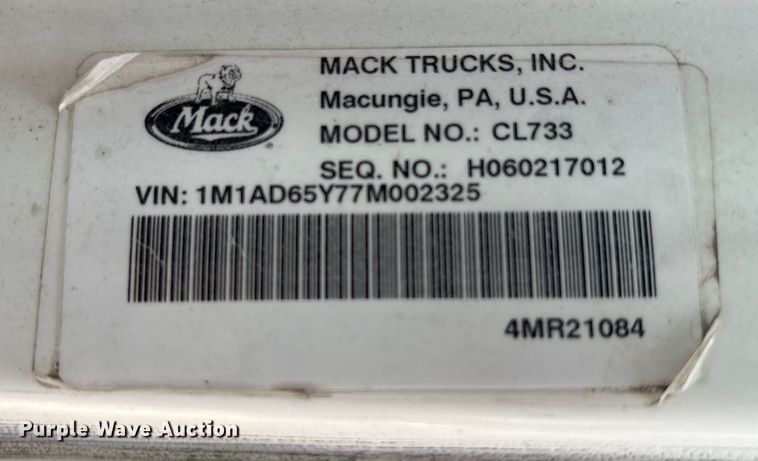 Mack
MACK TRUCKS, INC.
Macungie, PA, U.S.A.
MODEL NO.: CL733
SEQ. NO.: H060217012
VIN: 1M1AD65Y77M002325
4MR21084
Purple Wave Auction